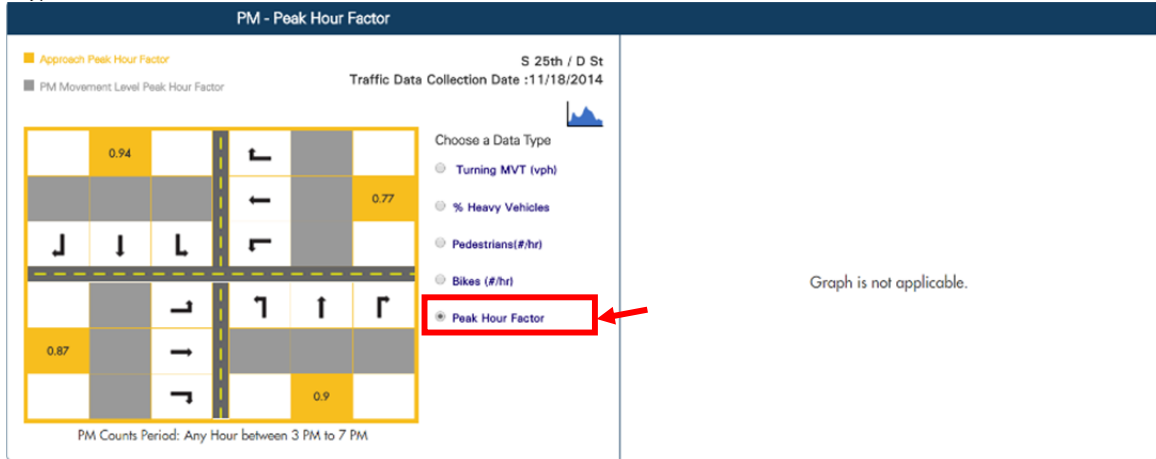 PM - Peak Hour Factor
Approach Peak Hour Factor
PM Movement Level Peak Hour Factor
S 25th / D St
Traffic Data Collection Date :11/18/2014
Choose a Data Type
Turning MVT (vph)
% Heavy Vehicles
Pedestrians(#/hr)
Bikes (#/hr)
Peak Hour Factor
0.94
0.77
0.87
0.9
PM Counts Period: Any Hour between 3 PM to 7 PM
Graph is not applicable.